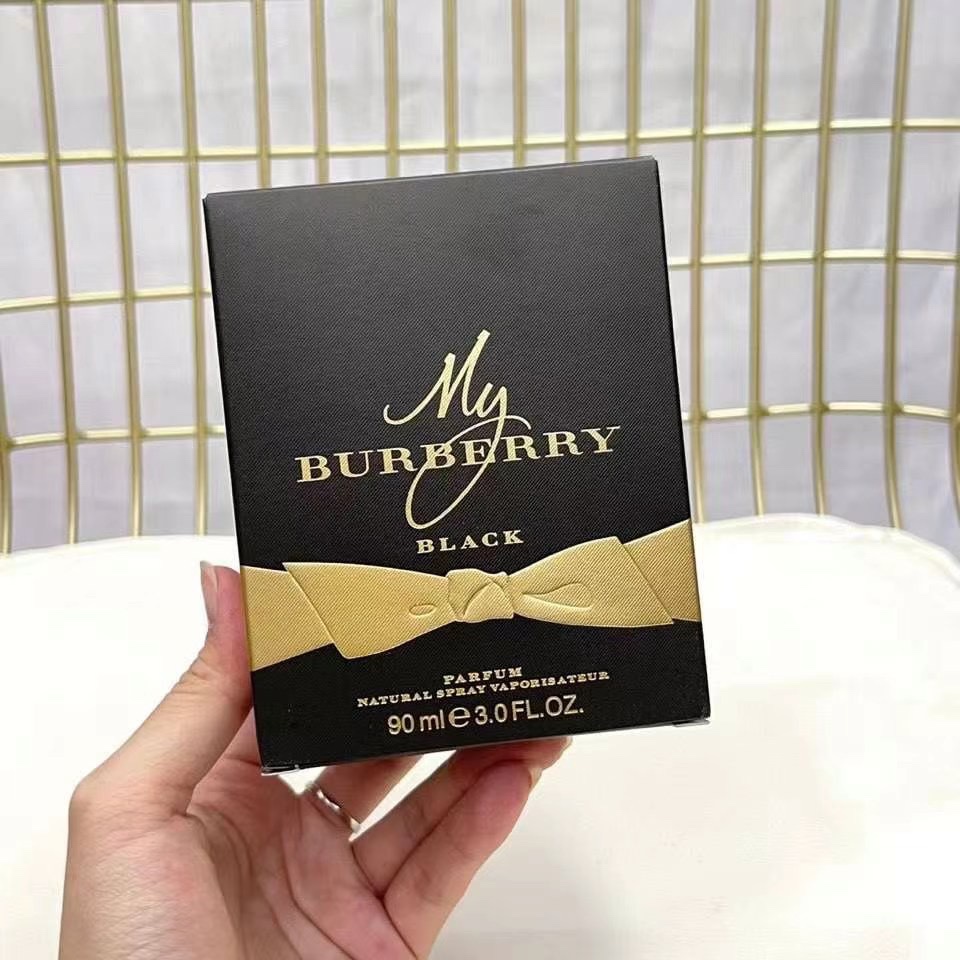 My
BURBERRY
BLACK
PARFUM
NATURAL SPRAY VAPORISATEUR
90 ml e 3.0 FL.OZ.